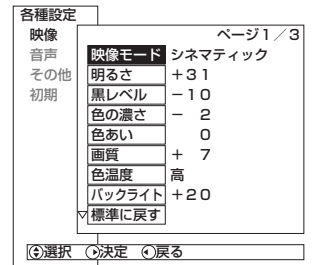 各種設定
映像
音声
その他
初期
ページ1／3
映像モード シネマティック
明るさ ＋31
黒レベル －10
色の濃さ － 2
色あい 0
画質 ＋ 7
色温度 高
バックライト ＋20
▽標準に戻す
選択 決定 戻る